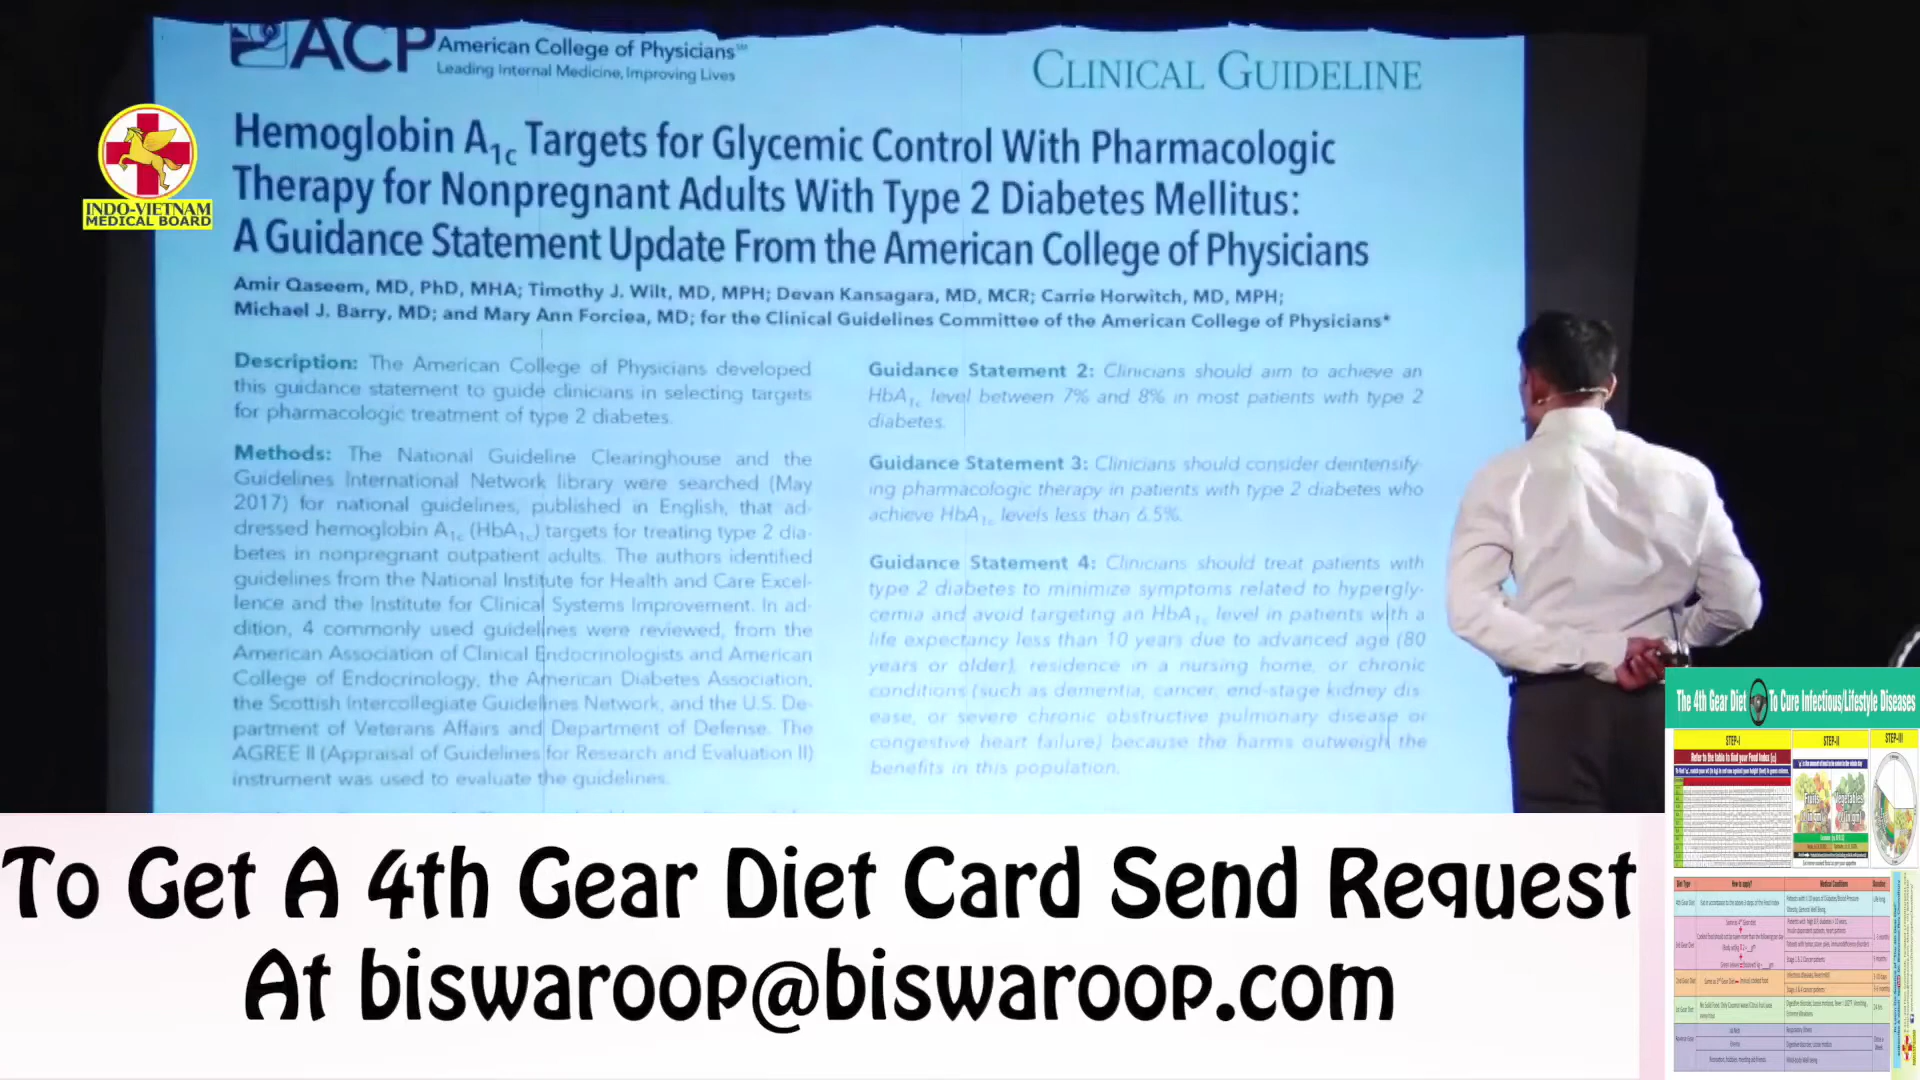 ACP American College of Physicians℠
Leading Internal Medicine, Improving Lives
CLINICAL GUIDELINE
INDO-VIETNAM
MEDICAL BOARD
Hemoglobin A1c Targets for Glycemic Control With Pharmacologic
Therapy for Nonpregnant Adults With Type 2 Diabetes Mellitus:
A Guidance Statement Update From the American College of Physicians
Amir Qaseem, MD, PhD, MHA; Timothy J. Wilt, MD, MPH; Devan Kansagara, MD, MCR; Carrie Horwitch, MD, MPH;
Michael J. Barry, MD; and Mary Ann Forciea, MD; for the Clinical Guidelines Committee of the American College of Physicians*
Description: The American College of Physicians developed
this guidance statement to guide clinicians in selecting targets
for pharmacologic treatment of type 2 diabetes.
Methods: The National Guideline Clearinghouse and the
Guidelines International Network library were searched (May
2017) for national guidelines, published in English, that ad-
dressed hemoglobin A1c (HbA1c) targets for treating type 2 dia-
betes in nonpregnant outpatient adults. The authors identified
guidelines from the National Institute for Health and Care Excel-
lence and the Institute for Clinical Systems Improvement. In ad-
dition, 4 commonly used guidelines were reviewed, from the
American Association of Clinical Endocrinologists and American
College of Endocrinology, the American Diabetes Association,
the Scottish Intercollegiate Guidelines Network, and the U.S. De-
partment of Veterans Affairs and Department of Defense. The
AGREE II (Appraisal of Guidelines for Research and Evaluation II)
instrument was used to evaluate the guidelines.
Guidance Statement 2: Clinicians should aim to achieve an
HbA1c level between 7% and 8% in most patients with type 2
diabetes.
Guidance Statement 3: Clinicians should consider deintensify-
ing pharmacologic therapy in patients with type 2 diabetes who
achieve HbA1c levels less than 6.5%.
Guidance Statement 4: Clinicians should treat patients with
type 2 diabetes to minimize symptoms related to hypergly-
cemia and avoid targeting an HbA1c level in patients with a
life expectancy less than 10 years due to advanced age (80
years or older), residence in a nursing home, or chronic
conditions (such as dementia, cancer, end-stage kidney dis-
ease, or severe chronic obstructive pulmonary disease or
congestive heart failure) because the harms outweigh the
benefits in this population.
The 4th Gear Diet To Cure Infectious/Lifestyle Diseases
STEP-I STEP-II STEP-III
Refer to the table to find your Food Index
Fruits Vegetables
To Get A 4th Gear Diet Card Send Request
At biswaroop@biswaroop.com